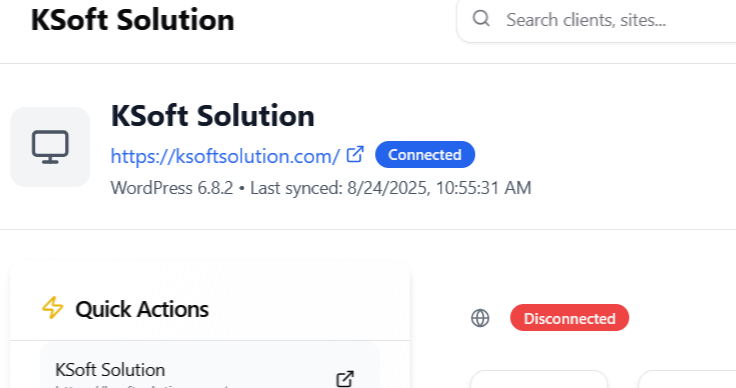 KSoft Solution
Search clients, sites...
KSoft Solution
https://ksoftsolution.com/ Connected
WordPress 6.8.2 • Last synced: 8/24/2025, 10:55:31 AM
Quick Actions
Disconnected
KSoft Solution